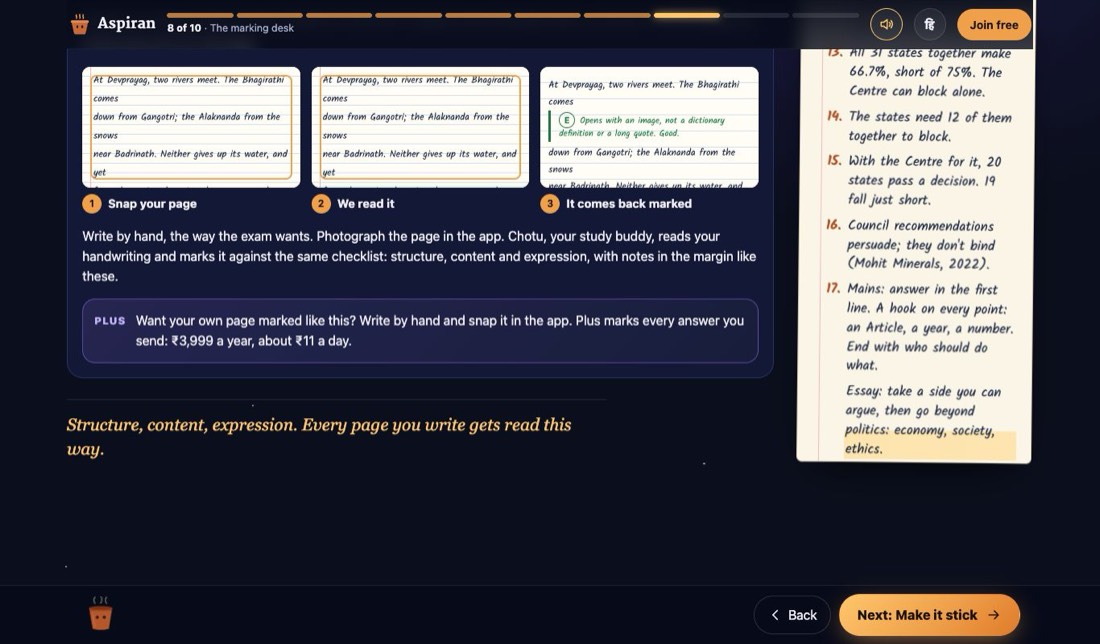 Aspiran
8 of 10 · The marking desk
हि
Join free
At Devprayag, two rivers meet. The Bhagirathi
comes
down from Gangotri; the Alaknanda from the
snows
near Badrinath. Neither gives up its water, and
yet
1 Snap your page
At Devprayag, two rivers meet. The Bhagirathi
comes
down from Gangotri; the Alaknanda from the
snows
near Badrinath. Neither gives up its water, and
yet
2 We read it
At Devprayag, two rivers meet. The Bhagirathi
comes
E Opens with an image, not a dictionary
definition or a long quote. Good.
down from Gangotri; the Alaknanda from the
snows
near Badrinath. Neither gives up its water, and
3 It comes back marked
Write by hand, the way the exam wants. Photograph the page in the app. Chotu, your study buddy, reads your
handwriting and marks it against the same checklist: structure, content and expression, with notes in the margin like
these.
PLUS Want your own page marked like this? Write by hand and snap it in the app. Plus marks every answer you
send: ₹3,999 a year, about ₹11 a day.
Structure, content, expression. Every page you write gets read this
way.
13. All 31 states together make
66.7%, short of 75%. The
Centre can block alone.
14. The states need 12 of them
together to block.
15. With the Centre for it, 20
states pass a decision. 19
fall just short.
16. Council recommendations
persuade; they don't bind
(Mohit Minerals, 2022).
17. Mains: answer in the first
line. A hook on every point:
an Article, a year, a number.
End with who should do
what.
Essay: take a side you can
argue, then go beyond
politics: economy, society,
ethics.
Back
Next: Make it stick